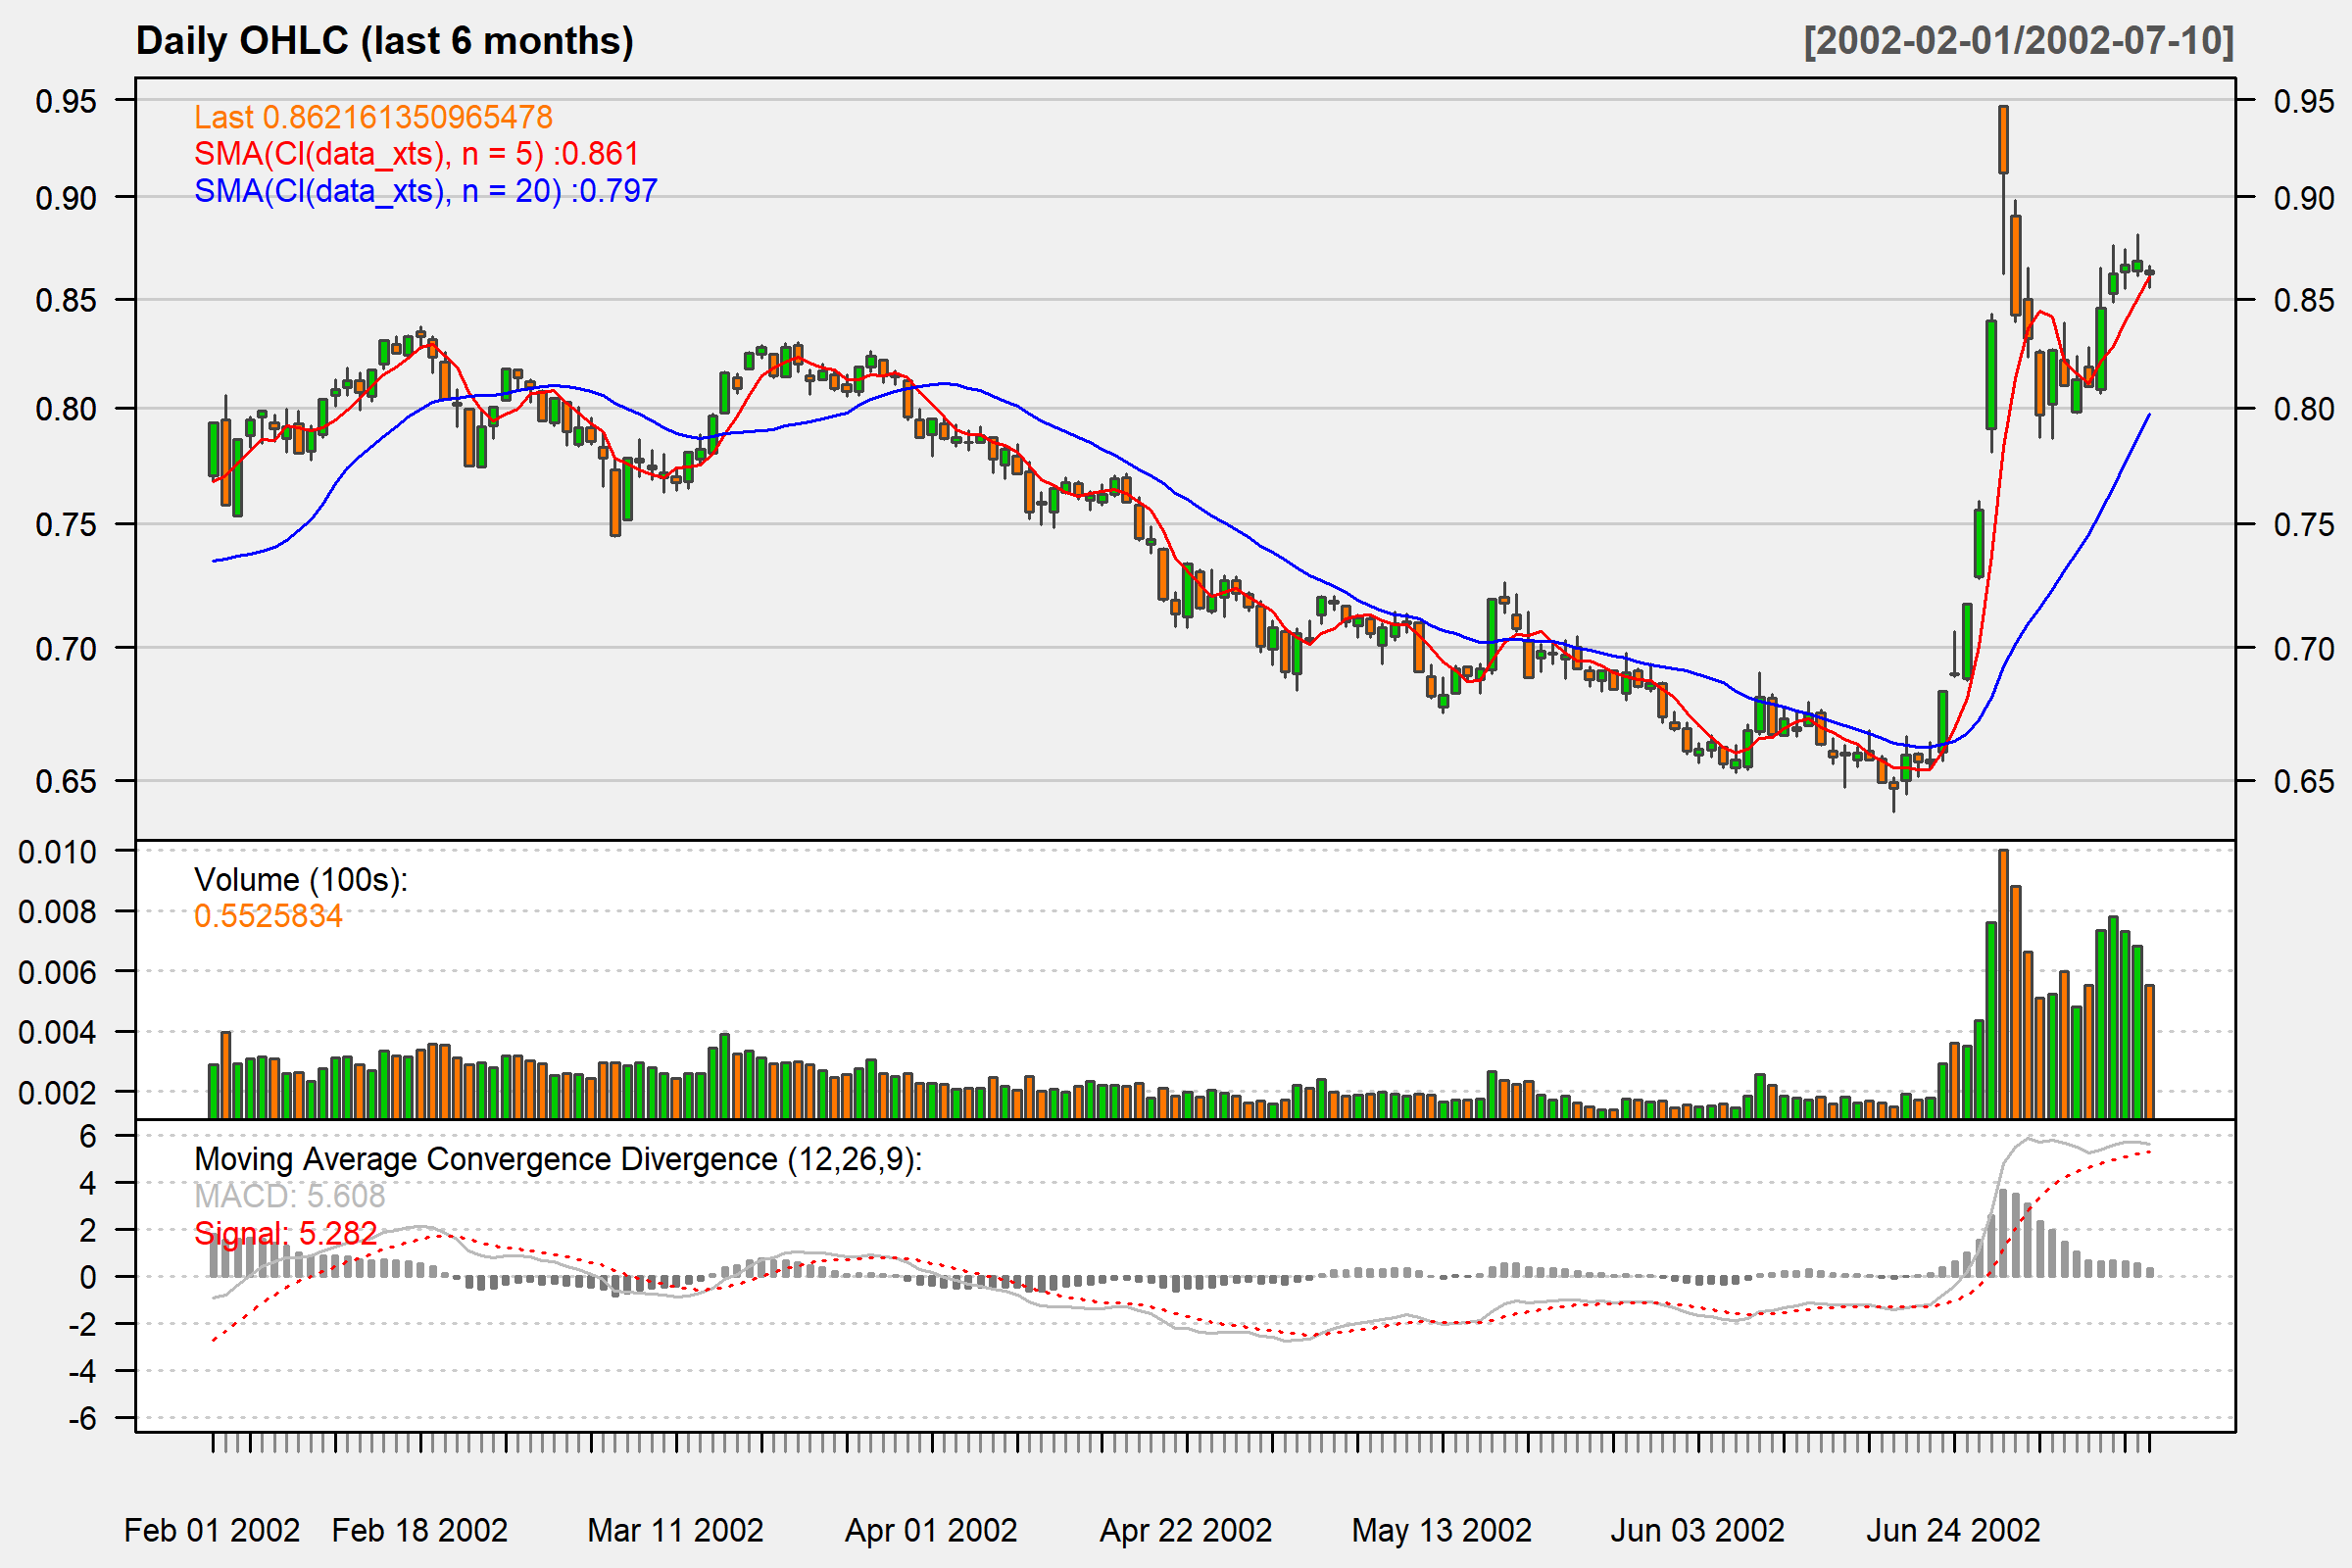 Daily OHLC (last 6 months) [2002-02-01/2002-07-10]
0.95 0.95
Last 0.862161350965478
SMA(Cl(data_xts), n = 5) :0.861
SMA(Cl(data_xts), n = 20) :0.797
0.90 0.90
0.85 0.85
0.80 0.80
0.75 0.75
0.70 0.70
0.65 0.65
0.010
Volume (100s):
0.008
0.5525834
0.006
0.004
0.002
6
Moving Average Convergence Divergence (12,26,9):
4
MACD: 5.608
2
Signal: 5.282
0
-2
-4
-6
Feb 01 2002 Feb 18 2002 Mar 11 2002 Apr 01 2002 Apr 22 2002 May 13 2002 Jun 03 2002 Jun 24 2002